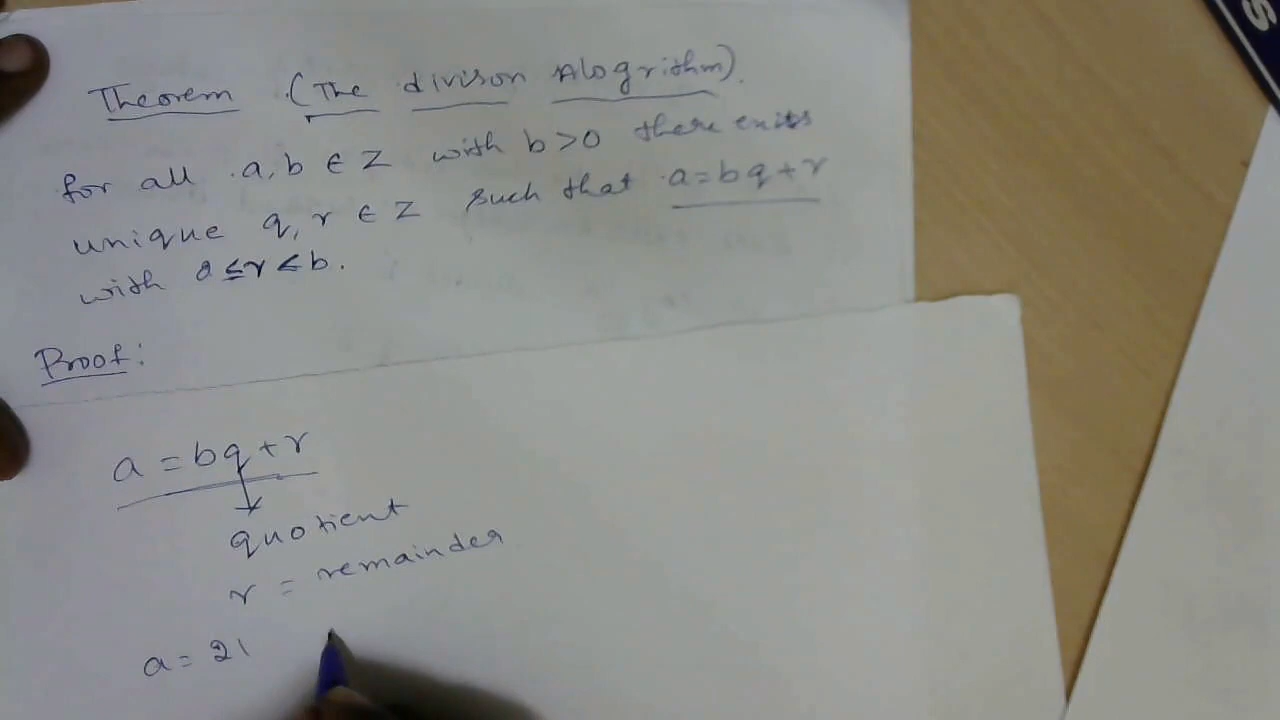 Theorem (The divison Alogrithm).
for all a, b ∈ Z with b>0 there exists
unique q, r ∈ Z such that a=bq+r
with 0≤r<b.
Proof:
a=bq+r
quotient
r = remainder
a = 21
S